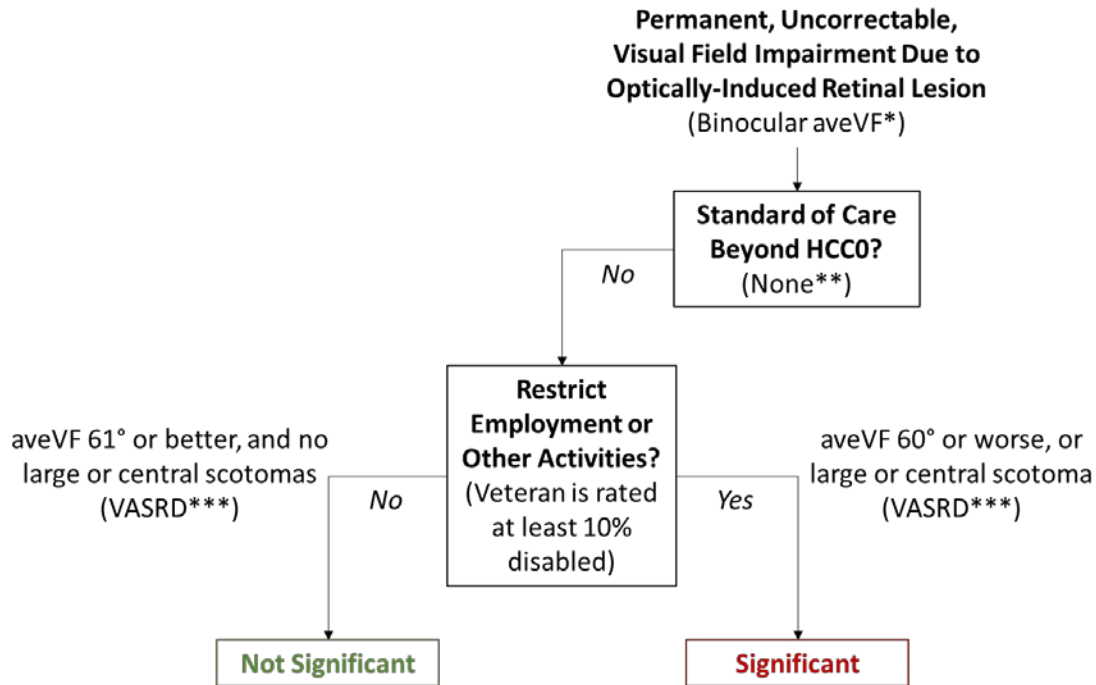 Permanent, Uncorrectable,
Visual Field Impairment Due to
Optically-Induced Retinal Lesion
(Binocular aveVF*)
Standard of Care
Beyond HCC0?
(None**)
No
Restrict
Employment or
Other Activities?
(Veteran is rated
at least 10%
disabled)
aveVF 61° or better, and no
large or central scotomas
(VASRD***)
No
Yes
aveVF 60° or worse, or
large or central scotoma
(VASRD***)
Not Significant
Significant